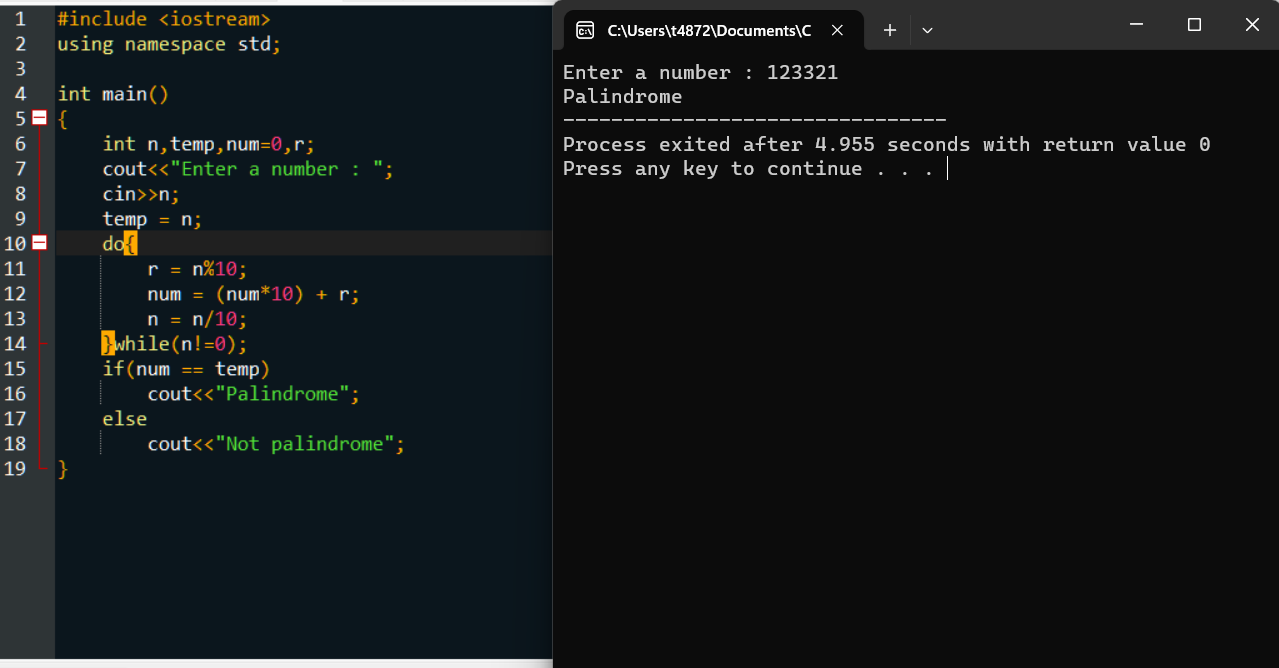 1 #include <iostream>
2 using namespace std;
3
4 int main()
5 {
6 int n,temp,num=0,r;
7 cout<<"Enter a number : ";
8 cin>>n;
9 temp = n;
10 do{
11 r = n%10;
12 num = (num*10) + r;
13 n = n/10;
14 }while(n!=0);
15 if(num == temp)
16 cout<<"Palindrome";
17 else
18 cout<<"Not palindrome";
19 }
C:\Users\t4872\Documents\C
Enter a number : 123321
Palindrome
--------------------------------
Process exited after 4.955 seconds with return value 0
Press any key to continue . . .